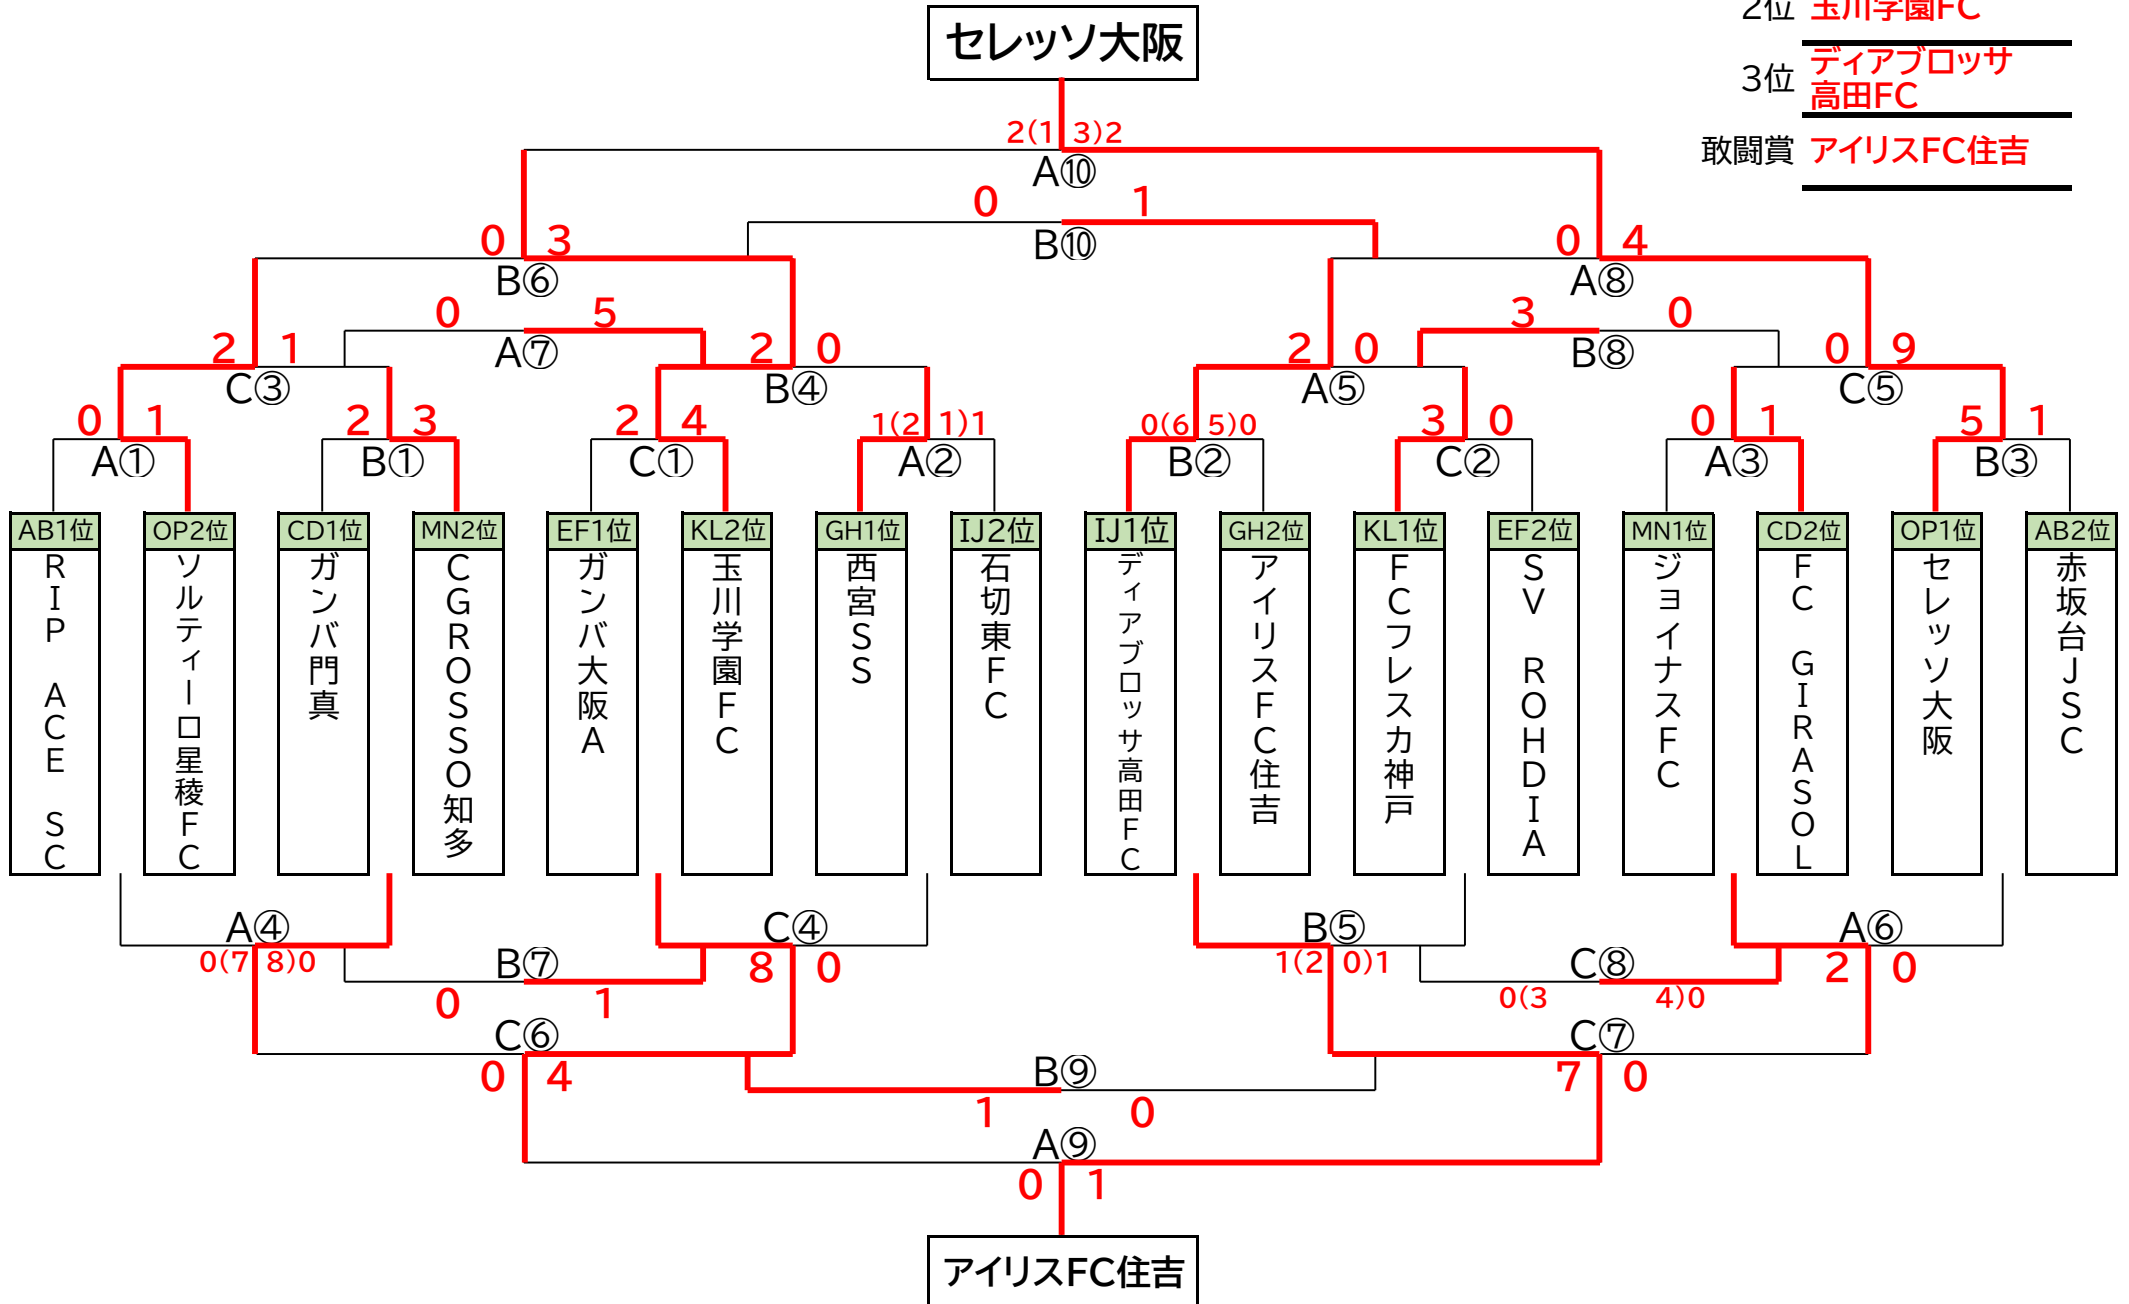 セレッソ大阪
2位 玉川学園FC
3位 ディアブロッサ
高田FC
敢闘賞 アイリスFC住吉
2(1 3)2
A⑩
0 1
B⑩
0 3
B⑥
0 4
A⑧
0 5
A⑦
3 0
B⑧
2 1
C③
2 0
B④
2 0
A⑤
0 9
C⑤
0 1
A①
2 3
B①
2 4
C①
1(2 1)1
A②
0(6 5)0
B②
3 0
C②
0 1
A③
5 1
B③
AB1位
RIP ACE SC
OP2位
ソルティーロ星稜FC
CD1位
ガンバ門真
MN2位
CGROSSO知多
EF1位
ガンバ大阪A
KL2位
玉川学園FC
GH1位
西宮SS
IJ2位
石切東FC
IJ1位
ディアブロッサ高田FC
GH2位
アイリスFC住吉
KL1位
FCフレスカ神戸
EF2位
SV ROHDIA
MN1位
ジョイナスFC
CD2位
FC GIRASOL
OP1位
セレッソ大阪
AB2位
赤坂台JSC
A④
0(7 8)0
C④
8 0
B⑤
1(2 0)1
A⑥
2 0
B⑦
0 1
C⑧
0(3 4)0
C⑥
0 4
C⑦
7 0
B⑨
1 0
A⑨
0 1
アイリスFC住吉